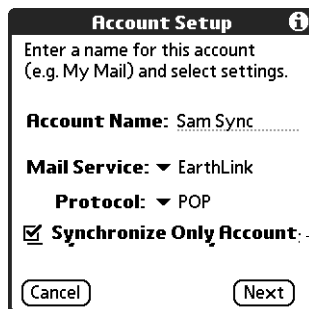 Account Setup
Enter a name for this account
(e.g. My Mail) and select settings.
Account Name: Sam Sync
Mail Service: EarthLink
Protocol: POP
Synchronize Only Account
Cancel Next